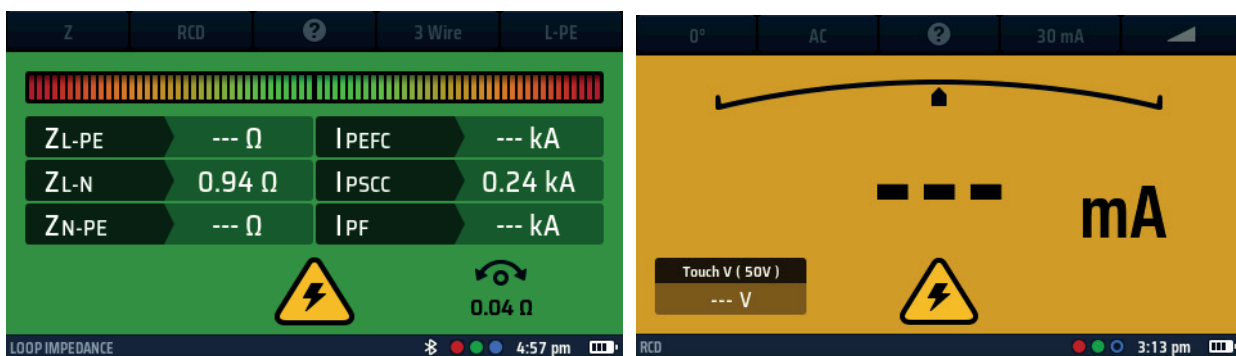 Z RCD ? 3 Wire L-PE
ZL-PE --- Ω IPEFC --- kA
ZL-N 0.94 Ω IPSCC 0.24 kA
ZN-PE --- Ω IPF --- kA
0.04 Ω
LOOP IMPEDANCE 4:57 pm
0° AC ? 30 mA
--- mA
Touch V ( 50V )
--- V
RCD 3:13 pm